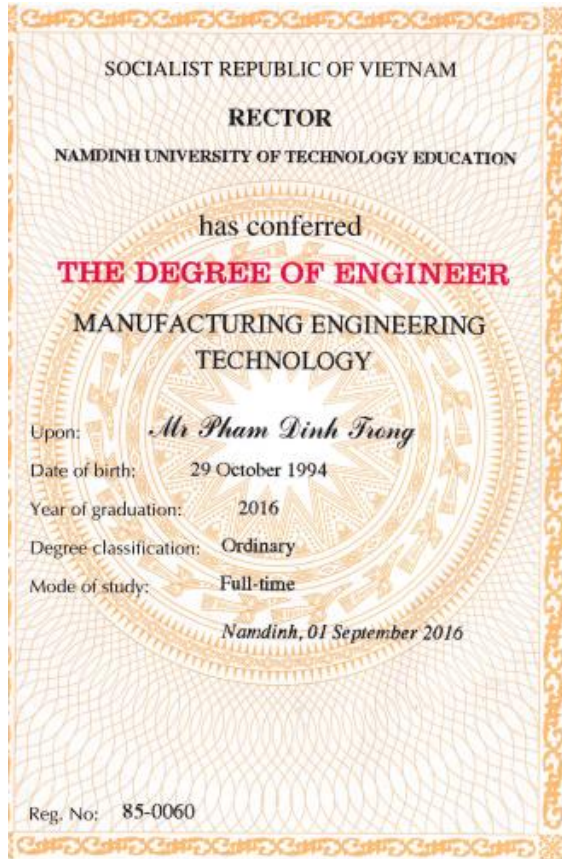 SOCIALIST REPUBLIC OF VIETNAM
RECTOR
NAMDINH UNIVERSITY OF TECHNOLOGY EDUCATION
has conferred
THE DEGREE OF ENGINEER
MANUFACTURING ENGINEERING
TECHNOLOGY
Upon: Mr Pham Dinh Trong
Date of birth: 29 October 1994
Year of graduation: 2016
Degree classification: Ordinary
Mode of study: Full-time
Namdinh, 01 September 2016
Reg. No: 85-0060